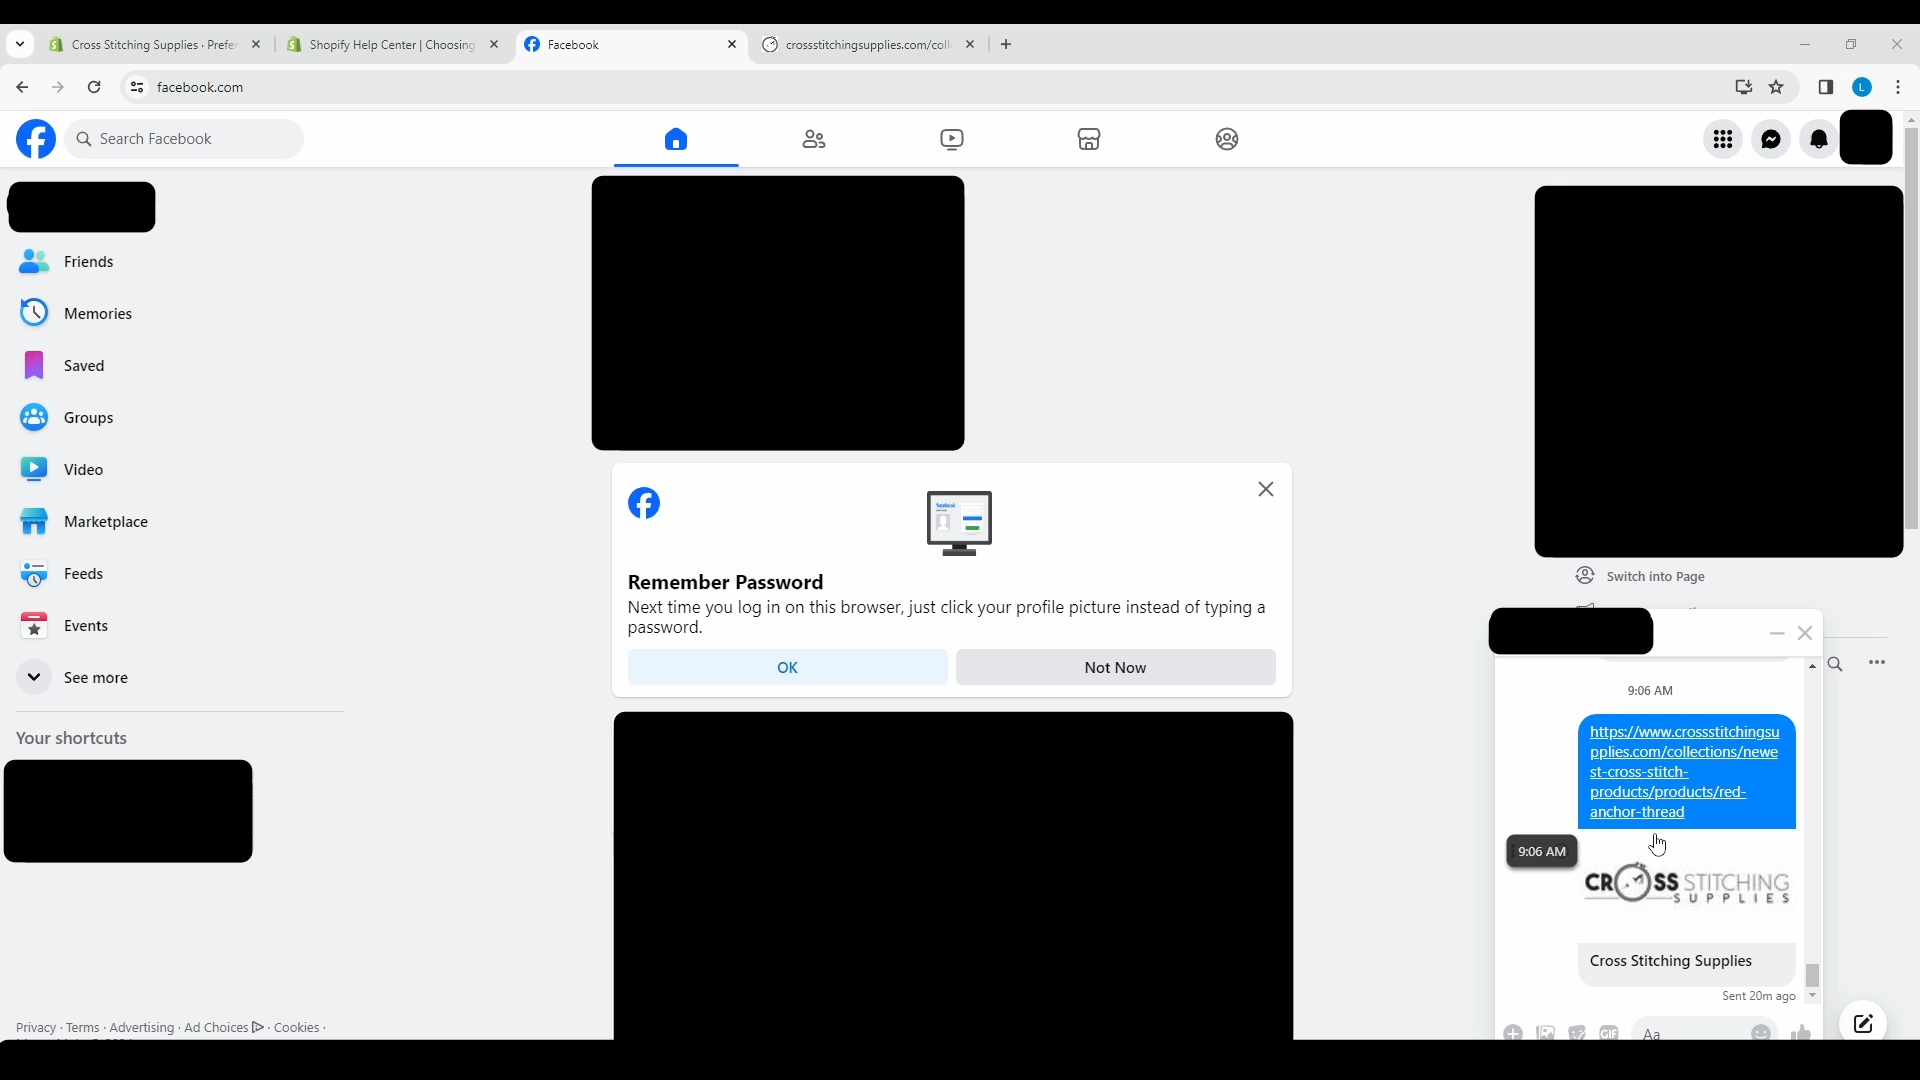 Cross Stitching Supplies · Prefe
Shopify Help Center | Choosing
Facebook
crossstitchingsupplies.com/coll
facebook.com
L
Search Facebook
Friends
Memories
Saved
Groups
Video
Marketplace
Feeds
Events
See more
Your shortcuts
Privacy · Terms · Advertising · Ad Choices · Cookies ·
facebook
Remember Password
Next time you log in on this browser, just click your profile picture instead of typing a
password.
OK
Not Now
Switch into Page
9:06 AM
https://www.crossstitchingsu
pplies.com/collections/newe
st-cross-stitch-
products/products/red-
anchor-thread
9:06 AM
CROSS STITCHING
SUPPLIES
Cross Stitching Supplies
Sent 20m ago
GIF
Aa